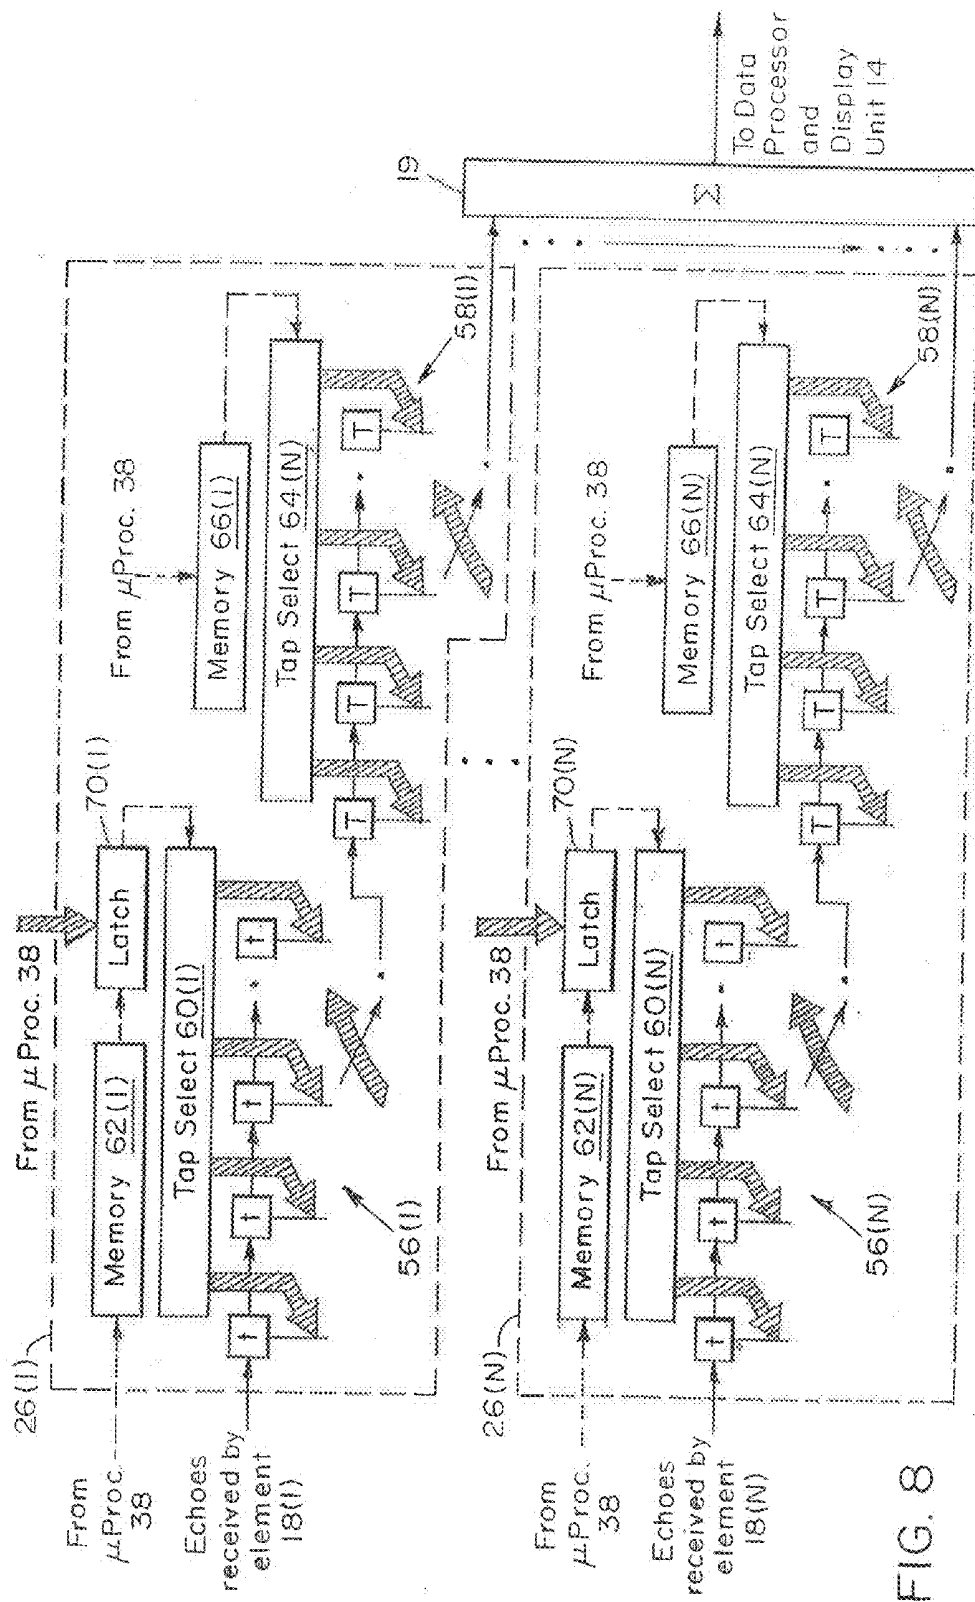 From
μProc.
38
Echoes
received by
element
18(1)
26(1)
Memory 62(1)
From μProc. 38
Latch
70(1)
Tap Select 60(1)
t
t
t
t
56(1)
From μProc. 38
Memory 66(1)
Tap Select 64(N)
T
T
T
T
58(1)
From
μProc.
38
Echoes
received by
element
18(N)
26(N)
Memory 62(N)
From μProc. 38
Latch
70(N)
Tap Select 60(N)
t
t
t
t
56(N)
From μProc. 38
Memory 66(N)
Tap Select 64(N)
T
T
T
T
58(N)
19
Σ
To Data
Processor
and
Display
Unit 14
FIG. 8